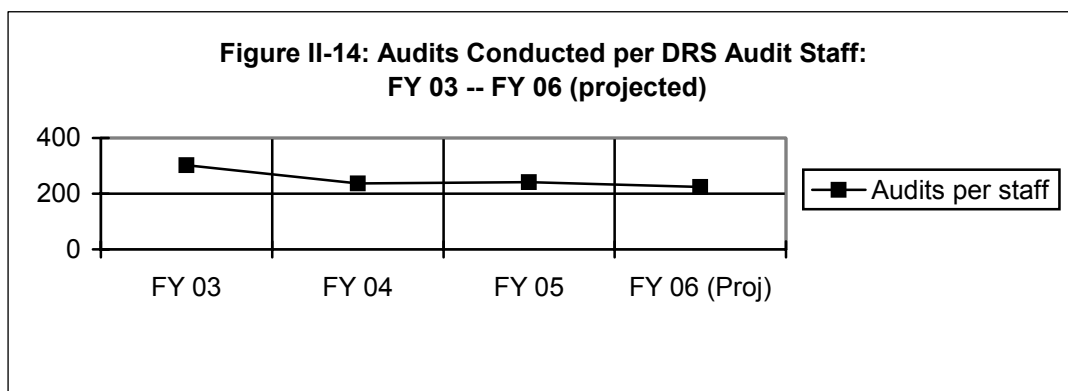 Figure II-14: Audits Conducted per DRS Audit Staff:
FY 03 -- FY 06 (projected)
400
200
0
FY 03 FY 04 FY 05 FY 06 (Proj)
Audits per staff